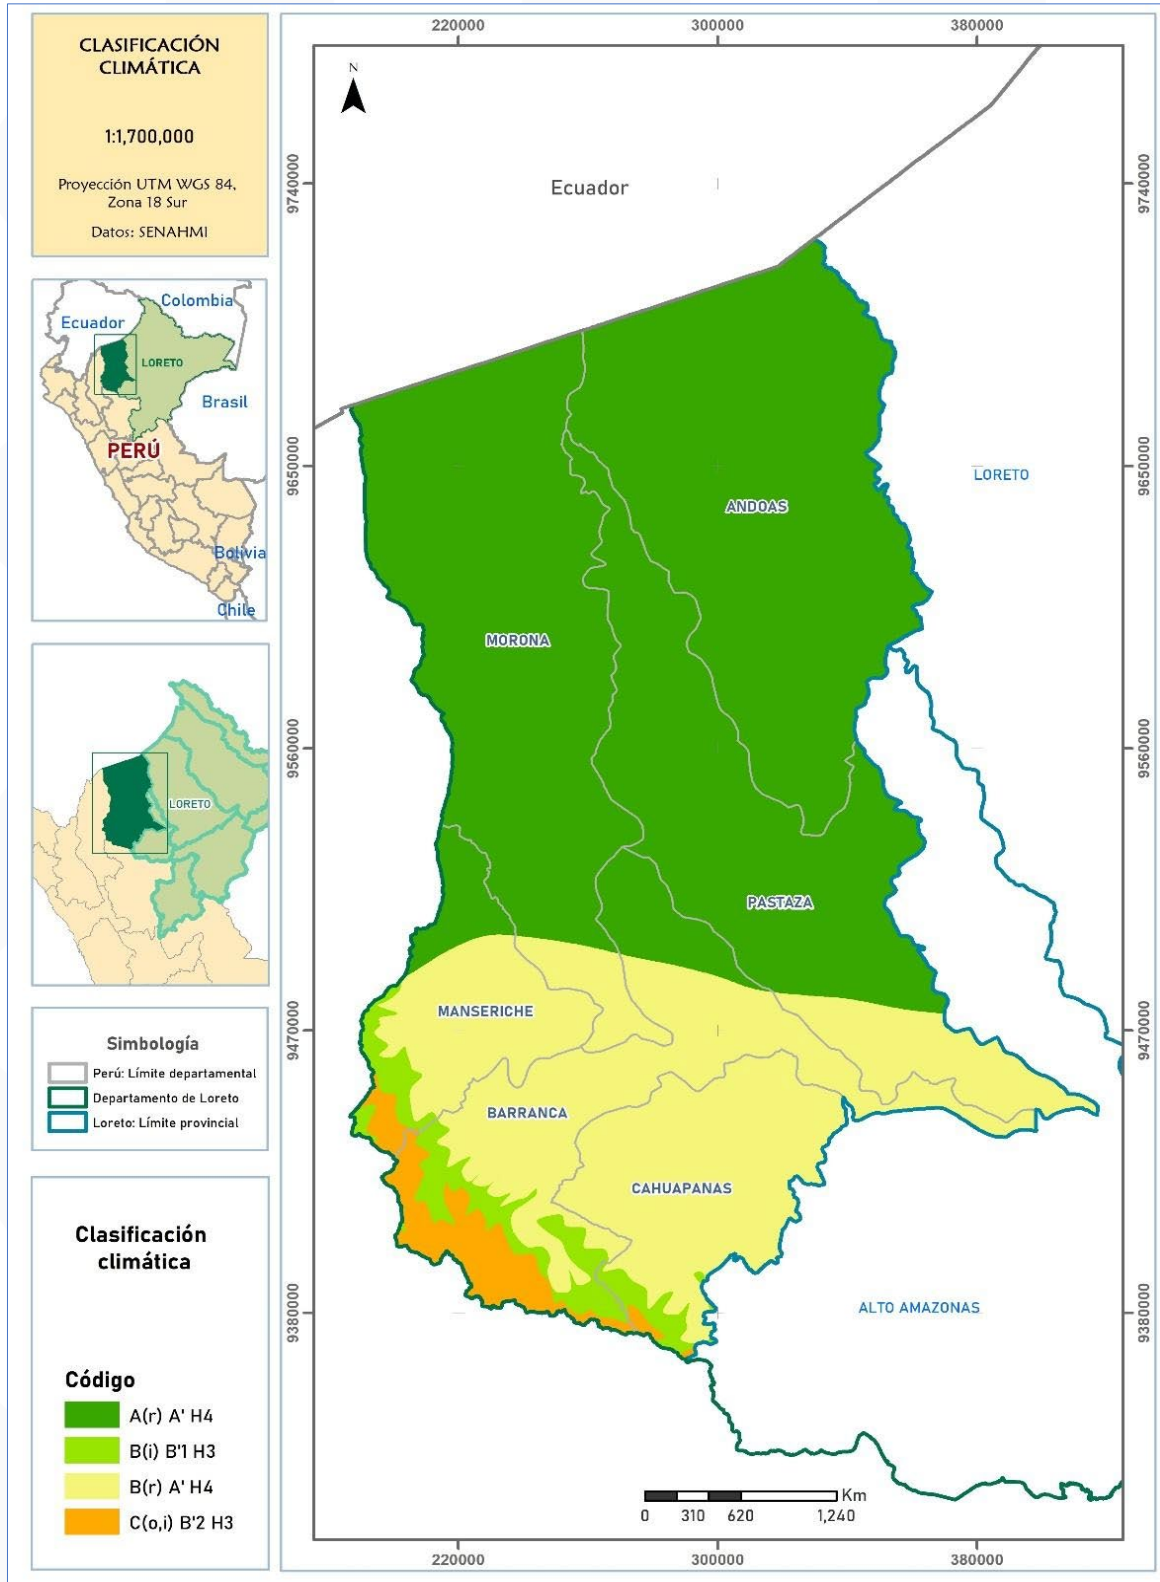 CLASIFICACIÓN
CLIMÁTICA
1:1,700,000
Proyección UTM WGS 84,
Zona 18 Sur
Datos: SENAHMI
Colombia
Ecuador
LORETO
Brasil
PERÚ
Bolivia
Chile
LORETO
Simbología
Perú: Límite departamental
Departamento de Loreto
Loreto: Límite provincial
Clasificación
climática
Código
A(r) A' H4
B(i) B'1 H3
B(r) A' H4
C(o,i) B'2 H3
220000 300000 380000
N
9740000 9740000
Ecuador
9650000 9650000
LORETO
ANDOAS
MORONA
9560000 9560000
PASTAZA
MANSERICHE
9470000 9470000
BARRANCA
CAHUAPANAS
ALTO AMAZONAS
9380000 9380000
Km
0 310 620 1,240
220000 300000 380000